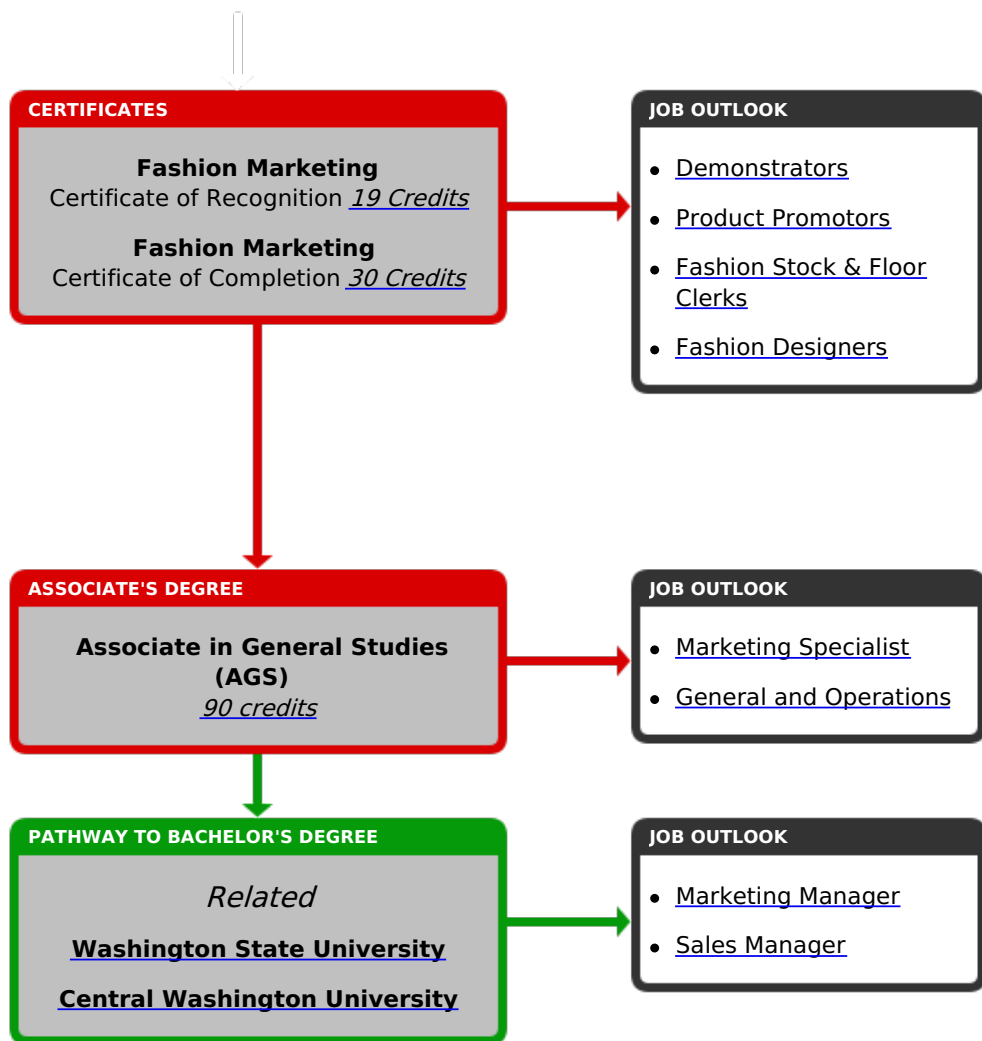 CERTIFICATES
Fashion Marketing
Certificate of Recognition 19 Credits
Fashion Marketing
Certificate of Completion 30 Credits
JOB OUTLOOK
Demonstrators
Product Promotors
Fashion Stock & Floor
Clerks
Fashion Designers
ASSOCIATE'S DEGREE
Associate in General Studies
(AGS)
90 credits
JOB OUTLOOK
Marketing Specialist
General and Operations
PATHWAY TO BACHELOR'S DEGREE
Related
Washington State University
Central Washington University
JOB OUTLOOK
Marketing Manager
Sales Manager